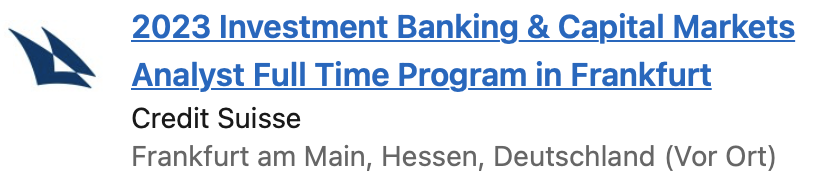 2023 Investment Banking & Capital Markets
Analyst Full Time Program in Frankfurt
Credit Suisse
Frankfurt am Main, Hessen, Deutschland (Vor Ort)